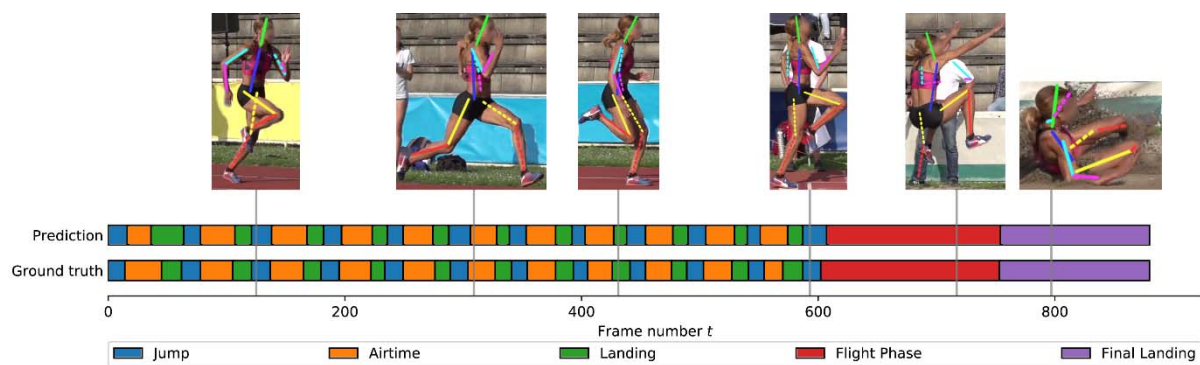 Prediction
Ground truth
0 200 400 600 800
Frame number t
Jump Airtime Landing Flight Phase Final Landing